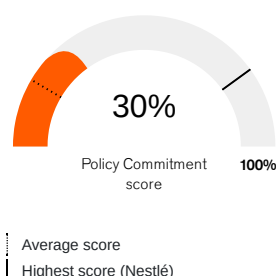 30%
Policy Commitment
score
100%
Average score
Highest score (Nestlé)